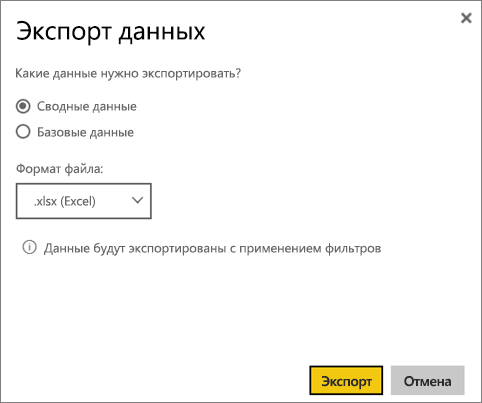 Экспорт данных
Какие данные нужно экспортировать?
Сводные данные
Базовые данные
Формат файла:
.xlsx (Excel)
Данные будут экспортированы с применением фильтров
Экспорт Отмена